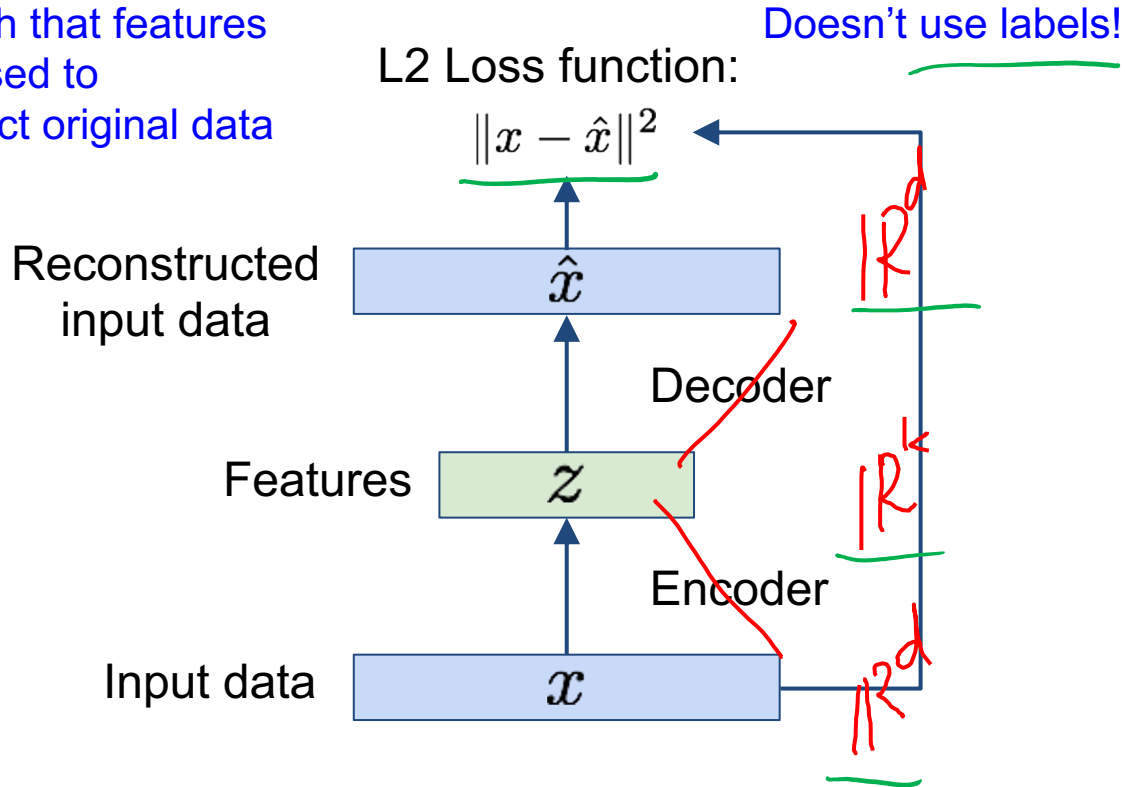 h that features
sed to
ct original data
Doesn't use labels!
L2 Loss function:
‖x − x̂‖²
Reconstructed
input data
x̂
ℝᵈ
Decoder
Features
z
ℝᵏ
Encoder
Input data
x
ℝᵈ